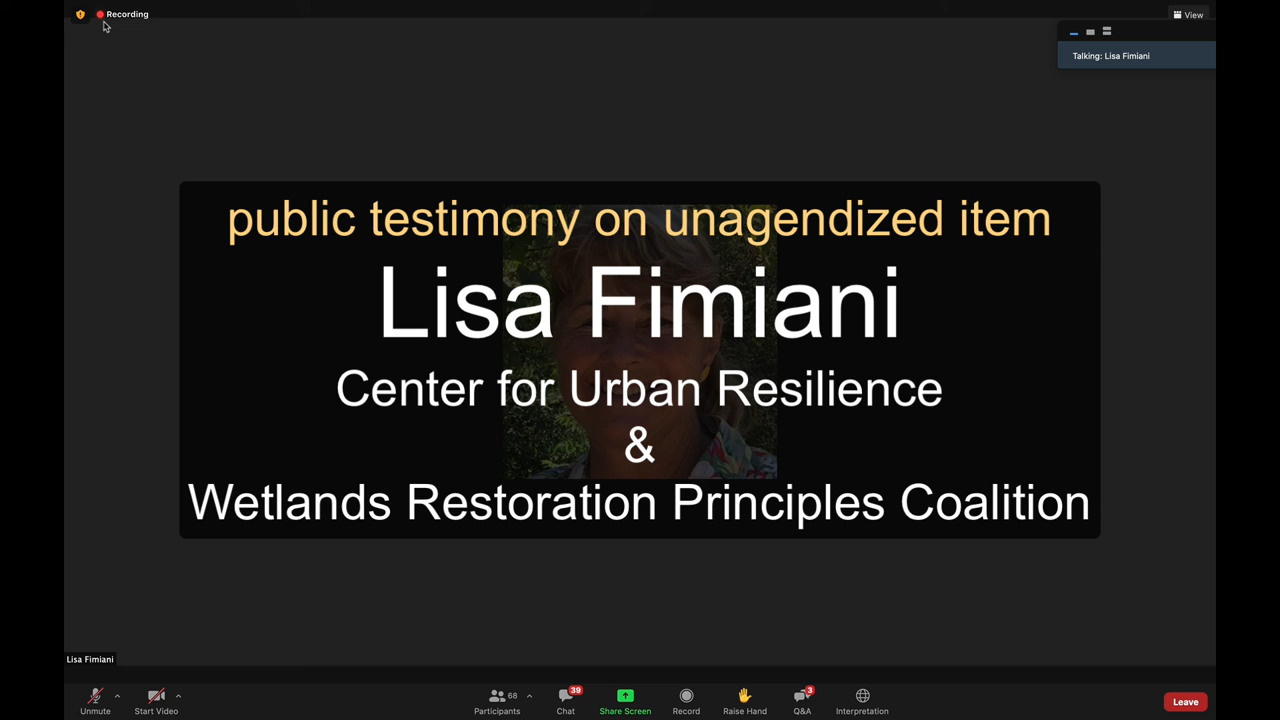 Recording
View
Talking: Lisa Fimiani
public testimony on unagendized item
Lisa Fimiani
Center for Urban Resilience
&
Wetlands Restoration Principles Coalition
Lisa Fimiani
68
39
3
Unmute
Start Video
Participants
Chat
Share Screen
Record
Raise Hand
Q&A
Interpretation
Leave